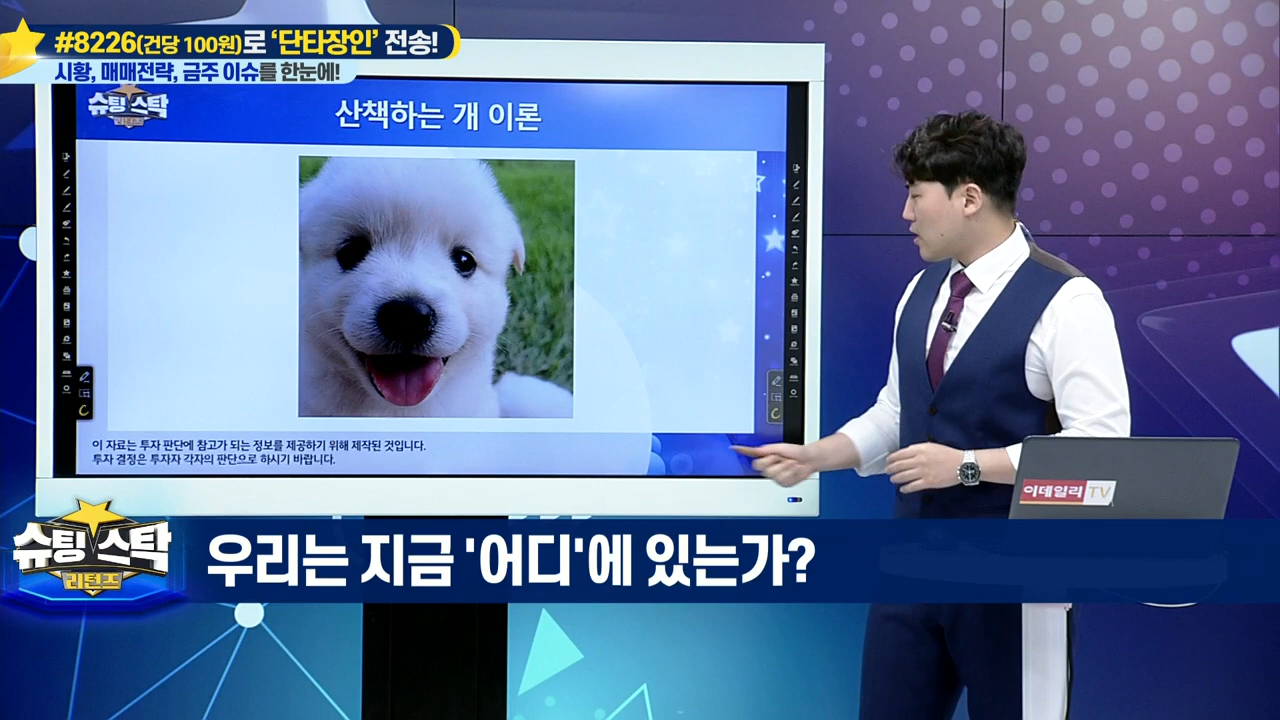 #8226(건당 100원)로 '단타장인' 전송!
시황, 매매전략, 금주 이슈를 한눈에!
슈팅 스탁
리턴즈
산책하는 개 이론
이 자료는 투자 판단에 참고가 되는 정보를 제공하기 위해 제작된 것입니다.
투자 결정은 투자자 각자의 판단으로 하시기 바랍니다.
이데일리 TV
슈팅 스탁
리턴즈
우리는 지금 '어디'에 있는가?